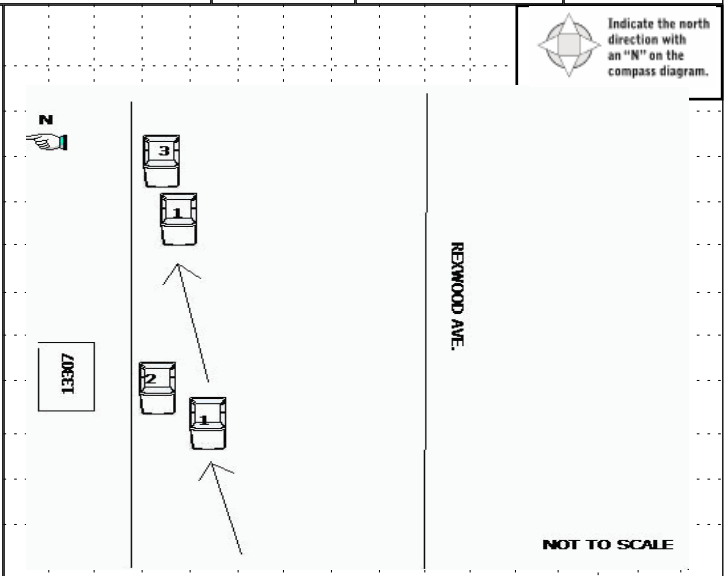 Indicate the north
direction with
an "N" on the
compass diagram.
N
3
1
REXWOOD AVE.
13307
2
1
NOT TO SCALE